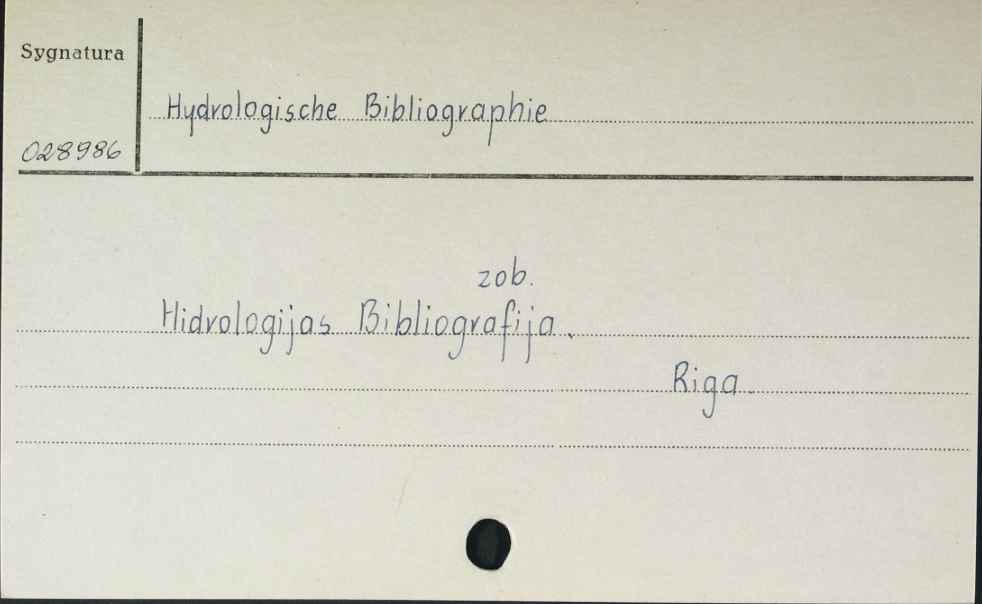 Sygnatura
Hydrologische Bibliographie
028986
zob.
Hidrologijas Bibliografija.
Riga